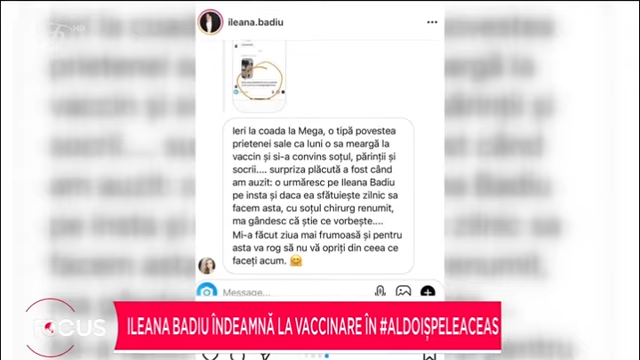 ileana.badiu
Ieri la coada la Mega, o tipă povestea
prietenei sale ca luni o sa meargă la
vaccin și si-a convins soțul, părinții și
socrii.... surpriza plăcută a fost când
am auzit: o urmăresc pe Ileana Badiu
pe insta și daca ea sfătuiește zilnic sa
facem asta, cu soțul chirurg renumit,
ma gândesc că știe ce vorbește....
Mi-a făcut ziua mai frumoasă și pentru
asta va rog să nu vă opriți din ceea ce
faceți acum. 🤗
Message...
FOCUS
ILEANA BADIU ÎNDEAMNĂ LA VACCINARE ÎN #ALDOIȘPELEACEAS